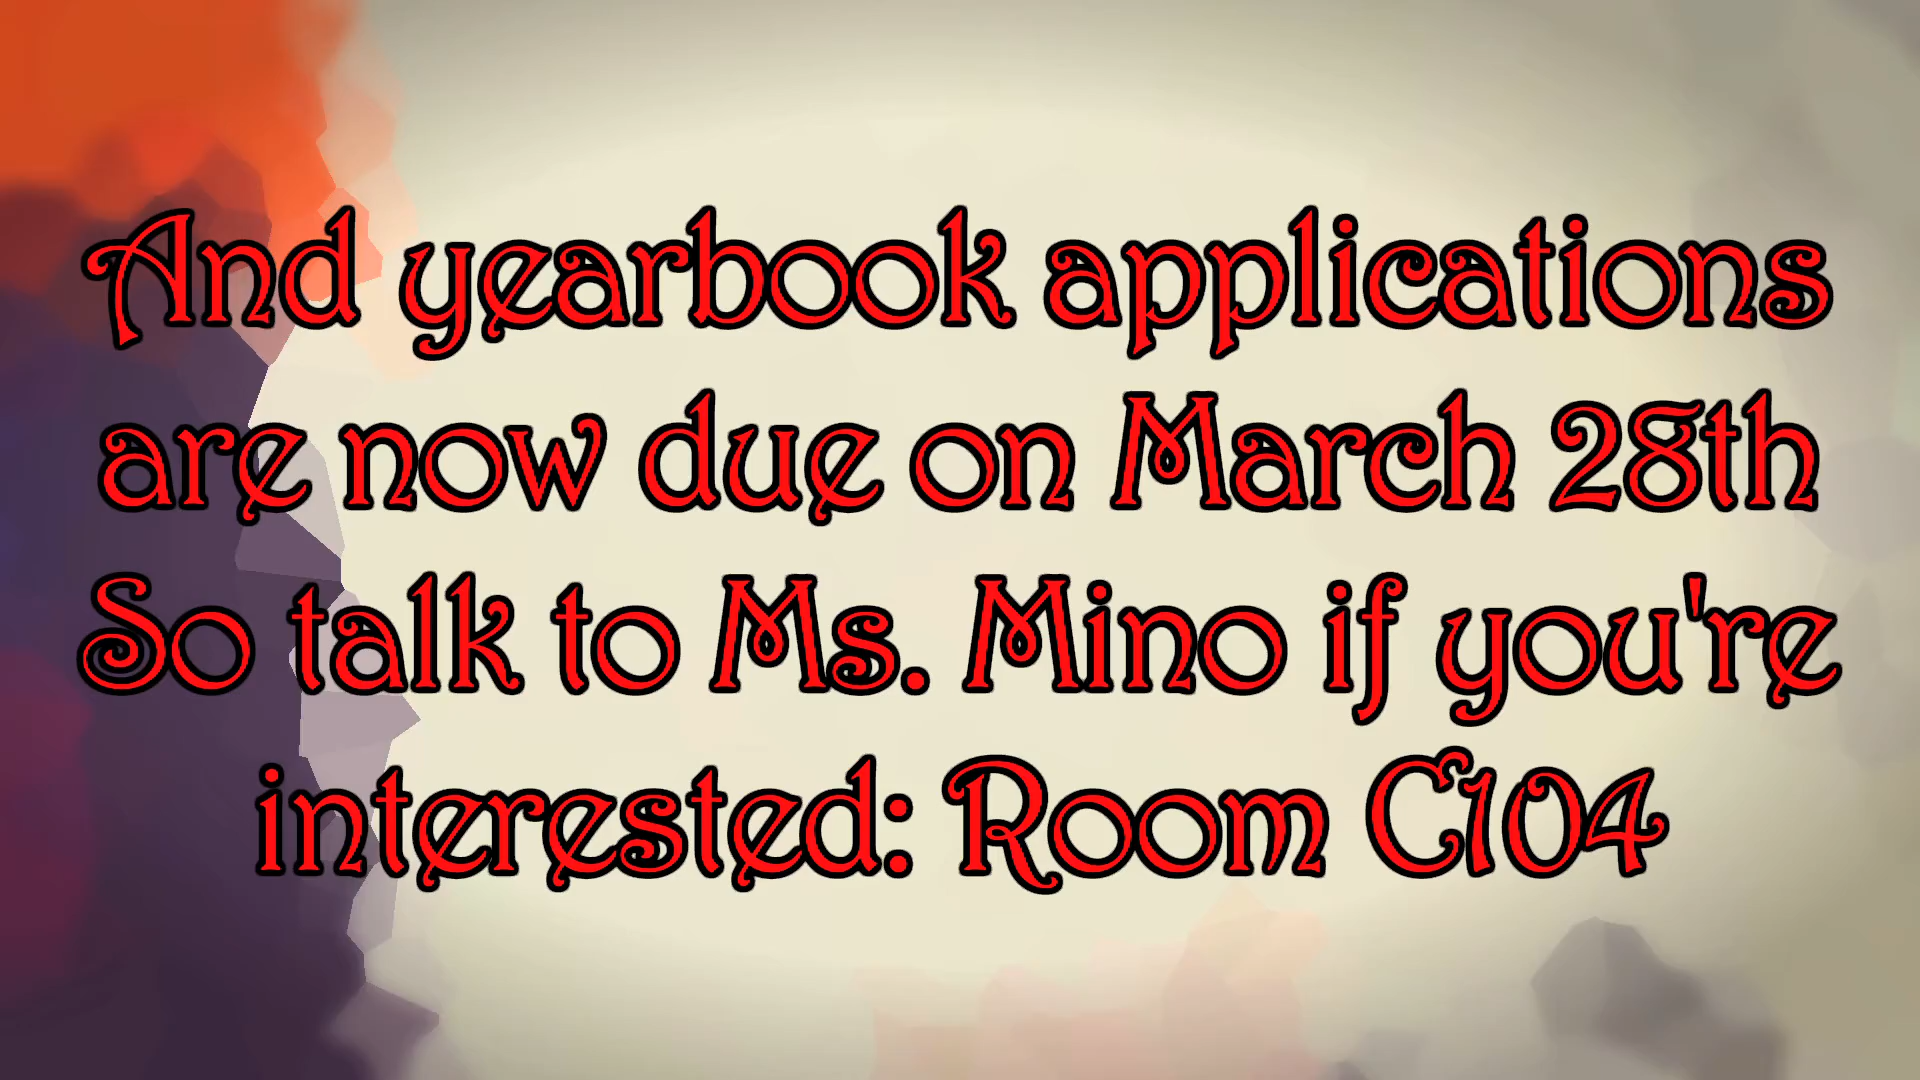 And yearbook applications
are now due on March 28th
So talk to Ms. Mino if you're
interested: Room C104